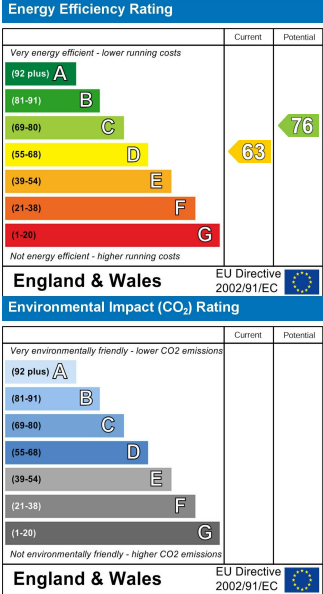 Energy Efficiency Rating
Current Potential
Very energy efficient - lower running costs
(92 plus) A
(81-91) B
(69-80) C
76
(55-68) D
63
(39-54) E
(21-38) F
(1-20) G
Not energy efficient - higher running costs
England & Wales
EU Directive
2002/91/EC
Environmental Impact (CO₂) Rating
Current Potential
Very environmentally friendly - lower CO2 emissions
(92 plus) A
(81-91) B
(69-80) C
(55-68) D
(39-54) E
(21-38) F
(1-20) G
Not environmentally friendly - higher CO2 emissions
England & Wales
EU Directive
2002/91/EC